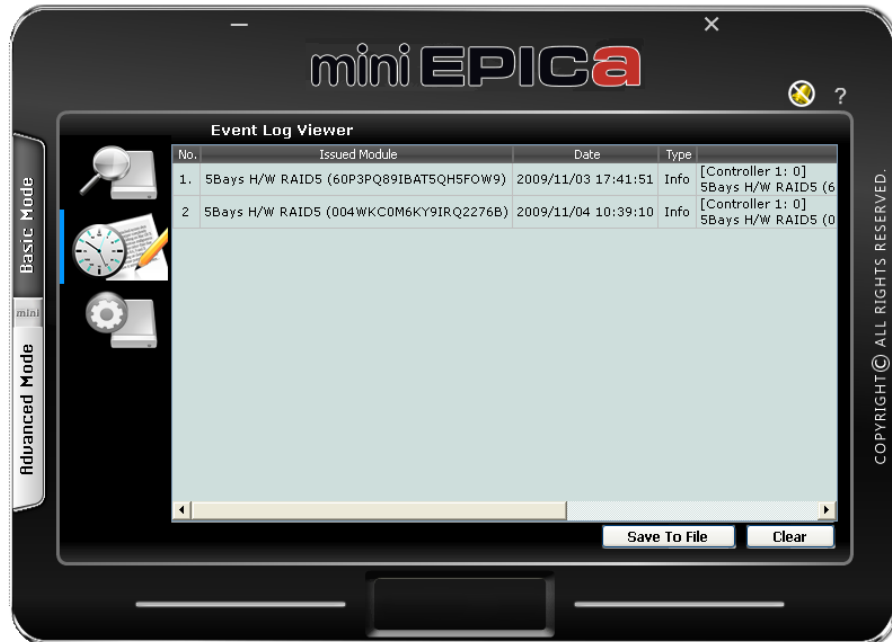 mini EPICa
?
Event Log Viewer
No. Issued Module Date Type
1. 5Bays H/W RAID5 (60P3PQ89IBAT5QH5FOW9) 2009/11/03 17:41:51 Info [Controller 1: 0]
5Bays H/W RAID5 (6
2 5Bays H/W RAID5 (004WKC0M6KY9IRQ2276B) 2009/11/04 10:39:10 Info [Controller 1: 0]
5Bays H/W RAID5 (0
Basic Mode
mini
Advanced Mode
Save To File Clear
COPYRIGHT© ALL RIGHTS RESERVED.